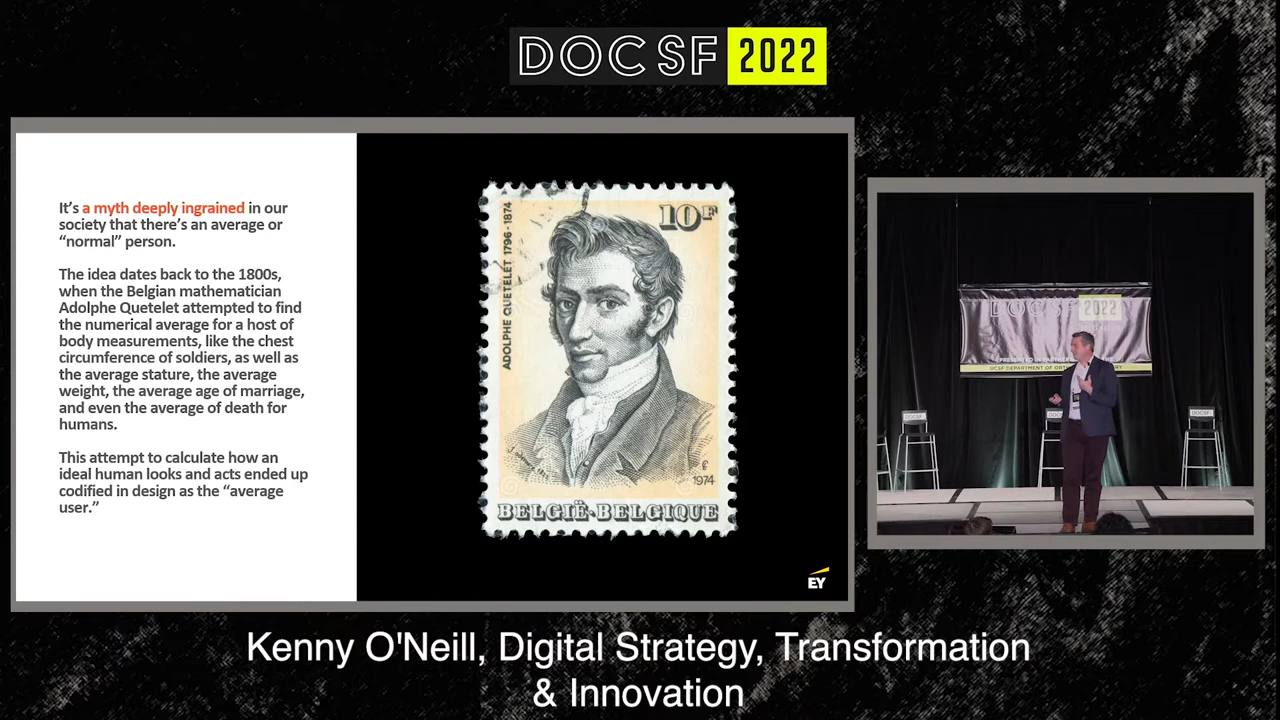 DOC SF 2022
It's a myth deeply ingrained in our
society that there's an average or
“normal” person.
The idea dates back to the 1800s,
when the Belgian mathematician
Adolphe Quetelet attempted to find
the numerical average for a host of
body measurements, like the chest
circumference of soldiers, as well as
the average stature, the average
weight, the average age of marriage,
and even the average of death for
humans.
This attempt to calculate how an
ideal human looks and acts ended up
codified in design as the “average
user.”
ADOLPHE QUETELET 1796-1874
10F
1974
BELGIË·BELGIQUE
EY
DOC SF 2022
DOCSF
DOCSF
Kenny O'Neill, Digital Strategy, Transformation
& Innovation